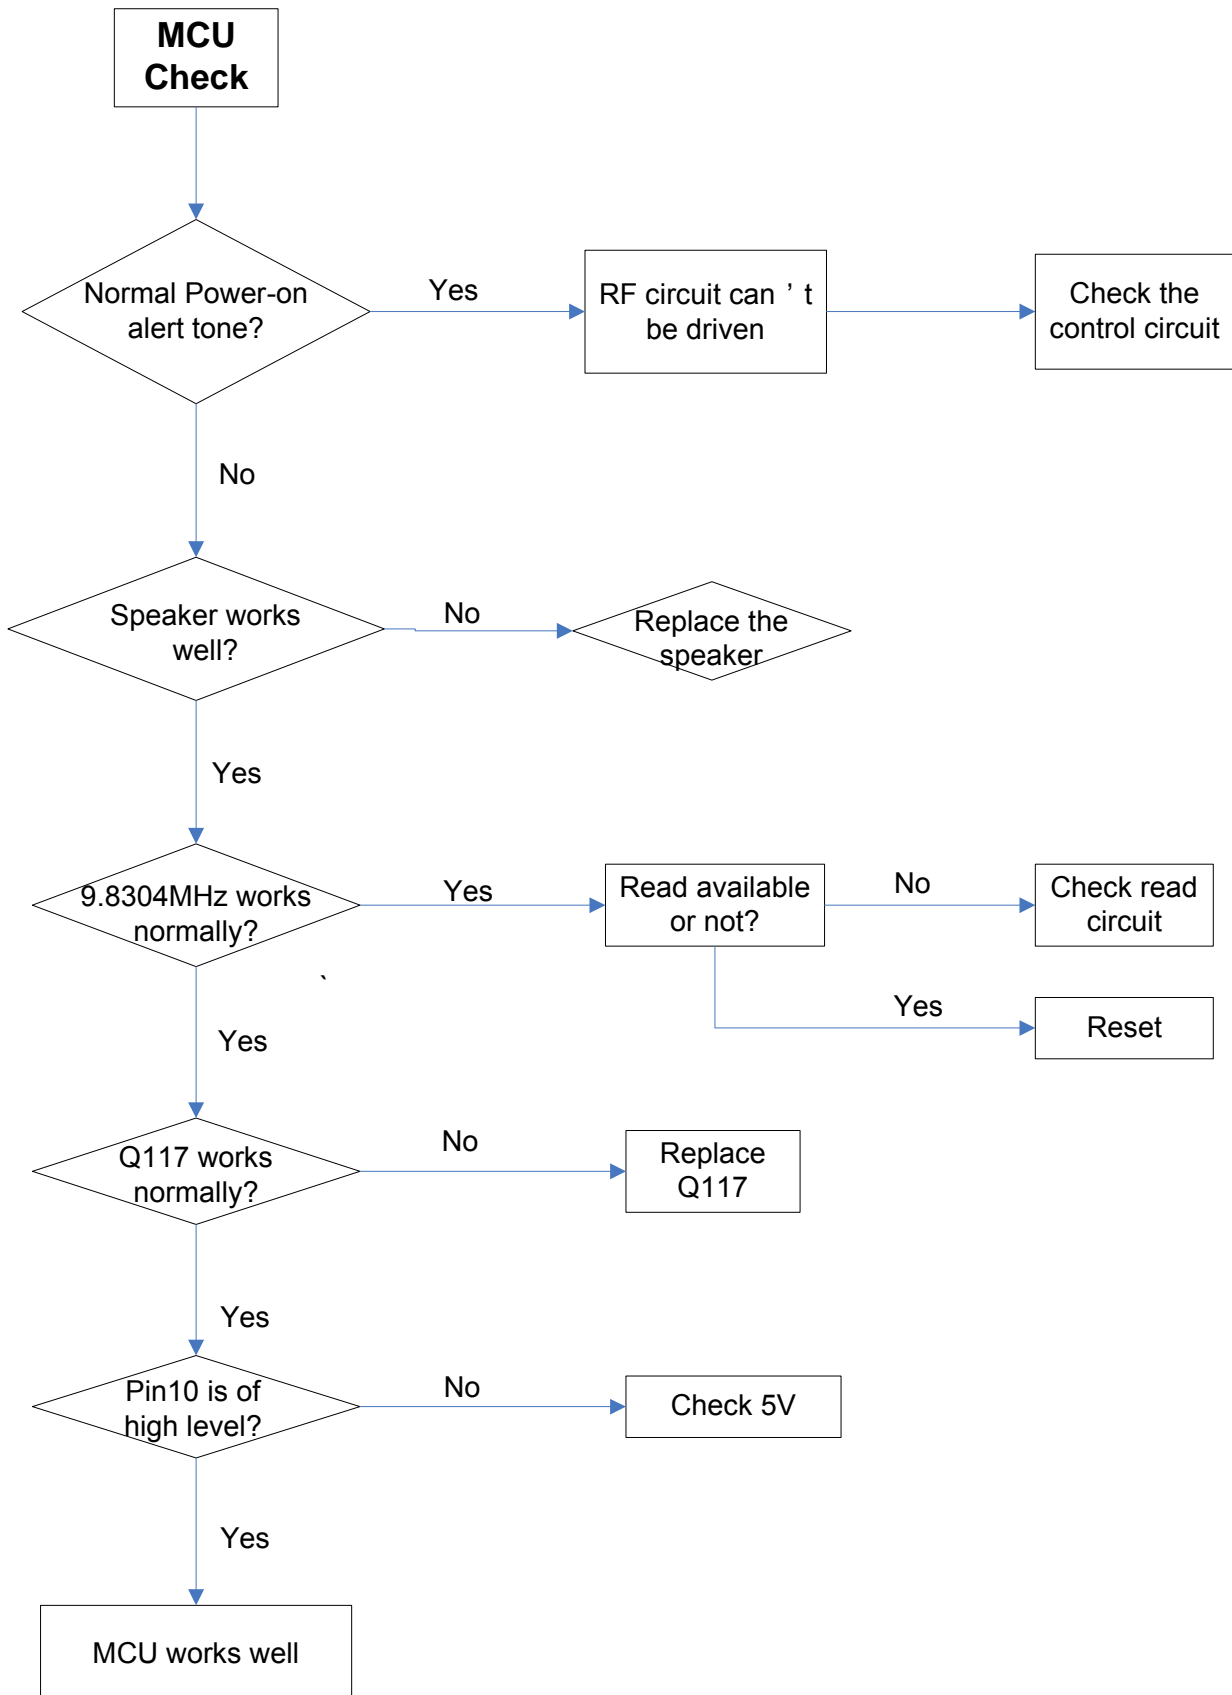 MCU
Check
Normal Power-on
alert tone?
Yes
RF circuit can ’ t
be driven
Check the
control circuit
No
Speaker works
well?
No
Replace the
speaker
Yes
9.8304MHz works
normally?
Yes
Read available
or not?
No
Check read
circuit
`
Yes
Reset
Yes
Q117 works
normally?
No
Replace
Q117
Yes
Pin10 is of
high level?
No
Check 5V
Yes
MCU works well